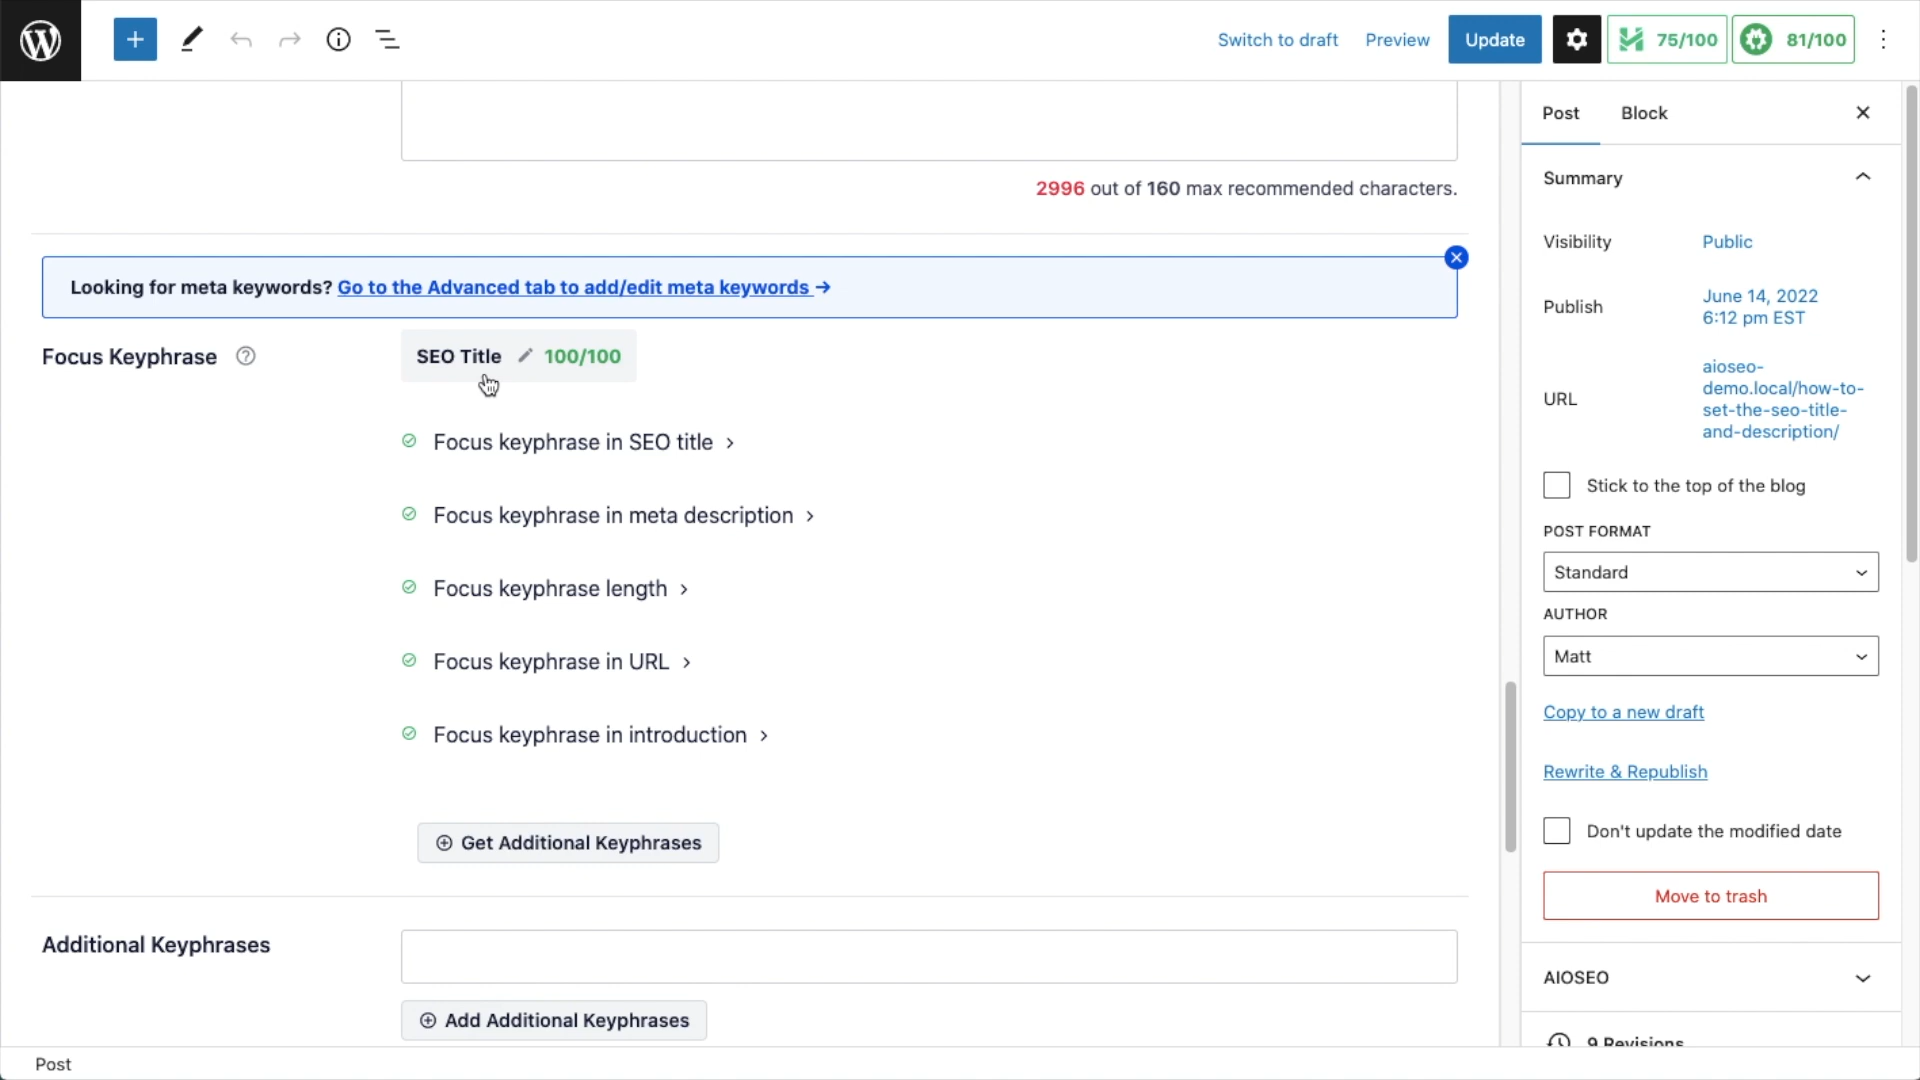 Switch to draft
Preview
Update
75/100
81/100
2996 out of 160 max recommended characters.
Looking for meta keywords? Go to the Advanced tab to add/edit meta keywords →
Focus Keyphrase
SEO Title 100/100
Focus keyphrase in SEO title
Focus keyphrase in meta description
Focus keyphrase length
Focus keyphrase in URL
Focus keyphrase in introduction
Get Additional Keyphrases
Additional Keyphrases
Add Additional Keyphrases
Post
Post Block
Summary
Visibility Public
Publish June 14, 2022
6:12 pm EST
URL aioseo-
demo.local/how-to-
set-the-seo-title-
and-description/
Stick to the top of the blog
POST FORMAT
Standard
AUTHOR
Matt
Copy to a new draft
Rewrite & Republish
Don't update the modified date
Move to trash
AIOSEO
9 Revisions